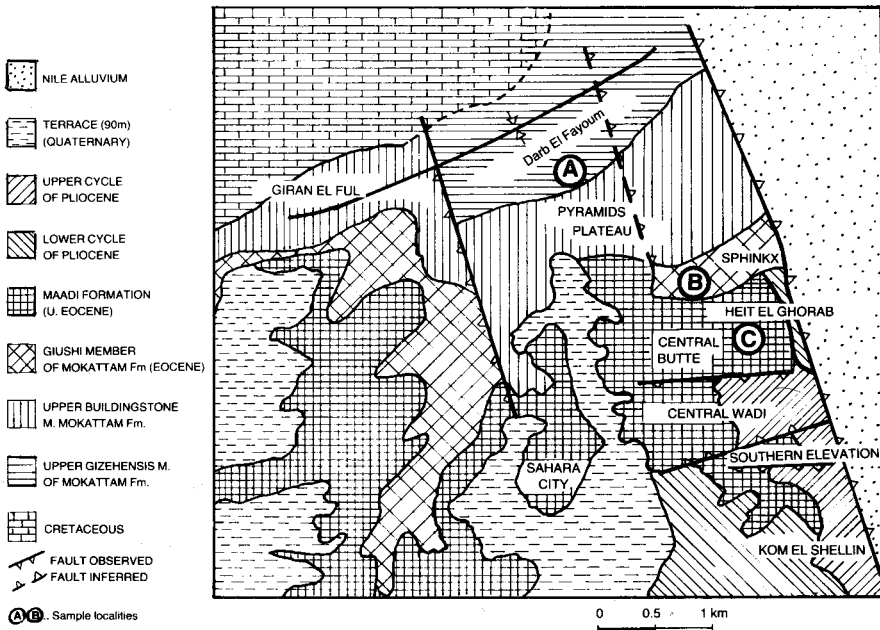 NILE ALLUVIUM
TERRACE (90m)
(QUATERNARY)
UPPER CYCLE
OF PLIOCENE
LOWER CYCLE
OF PLIOCENE
MAADI FORMATION
(U. EOCENE)
GIUSHI MEMBER
OF MOKATTAM Fm (EOCENE)
UPPER BUILDINGSTONE
M. MOKATTAM Fm.
UPPER GIZEHENSIS M.
OF MOKATTAM Fm.
CRETACEOUS
FAULT OBSERVED
FAULT INFERRED
A B .. Sample localities
Darb El Fayoum
A
GIRAN EL FUL
PYRAMIDS
PLATEAU
SPHINKX
B
HEIT EL GHORAB
C
CENTRAL
BUTTE
CENTRAL WADI
SOUTHERN ELEVATION
SAHARA
CITY
KOM EL SHELLIN
0 0.5 1 km